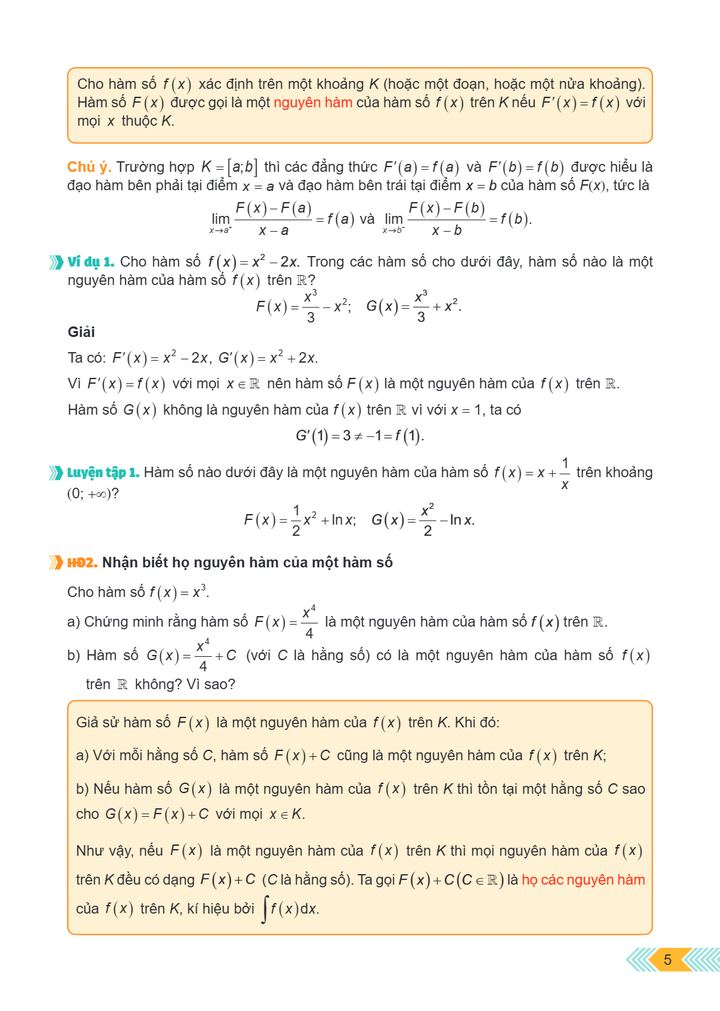 Cho hàm số f(x) xác định trên một khoảng K (hoặc một đoạn, hoặc một nửa khoảng).
Hàm số F(x) được gọi là một nguyên hàm của hàm số f(x) trên K nếu F'(x) = f(x) với
mọi x thuộc K.
Chú ý. Trường hợp K = [a;b] thì các đẳng thức F'(a) = f(a) và F'(b) = f(b) được hiểu là
đạo hàm bên phải tại điểm x = a và đạo hàm bên trái tại điểm x = b của hàm số F(x), tức là
lim_{x→a⁺} (F(x) − F(a))/(x − a) = f(a) và lim_{x→b⁻} (F(x) − F(b))/(x − b) = f(b).
Ví dụ 1. Cho hàm số f(x) = x² − 2x. Trong các hàm số cho dưới đây, hàm số nào là một
nguyên hàm của hàm số f(x) trên ℝ?
F(x) = x³/3 − x²; G(x) = x³/3 + x².
Giải
Ta có: F'(x) = x² − 2x, G'(x) = x² + 2x.
Vì F'(x) = f(x) với mọi x ∈ ℝ nên hàm số F(x) là một nguyên hàm của f(x) trên ℝ.
Hàm số G(x) không là nguyên hàm của f(x) trên ℝ vì với x = 1, ta có
G'(1) = 3 ≠ −1 = f(1).
Luyện tập 1. Hàm số nào dưới đây là một nguyên hàm của hàm số f(x) = x + 1/x trên khoảng
(0; +∞)?
F(x) = 1/2 x² + ln x; G(x) = x²/2 − ln x.
HĐ2. Nhận biết họ nguyên hàm của một hàm số
Cho hàm số f(x) = x³.
a) Chứng minh rằng hàm số F(x) = x⁴/4 là một nguyên hàm của hàm số f(x) trên ℝ.
b) Hàm số G(x) = x⁴/4 + C (với C là hằng số) có là một nguyên hàm của hàm số f(x)
trên ℝ không? Vì sao?
Giả sử hàm số F(x) là một nguyên hàm của f(x) trên K. Khi đó:
a) Với mỗi hằng số C, hàm số F(x) + C cũng là một nguyên hàm của f(x) trên K;
b) Nếu hàm số G(x) là một nguyên hàm của f(x) trên K thì tồn tại một hằng số C sao
cho G(x) = F(x) + C với mọi x ∈ K.
Như vậy, nếu F(x) là một nguyên hàm của f(x) trên K thì mọi nguyên hàm của f(x)
trên K đều có dạng F(x) + C (C là hằng số). Ta gọi F(x) + C (C ∈ ℝ) là họ các nguyên hàm
của f(x) trên K, kí hiệu bởi ∫f(x)dx.
5